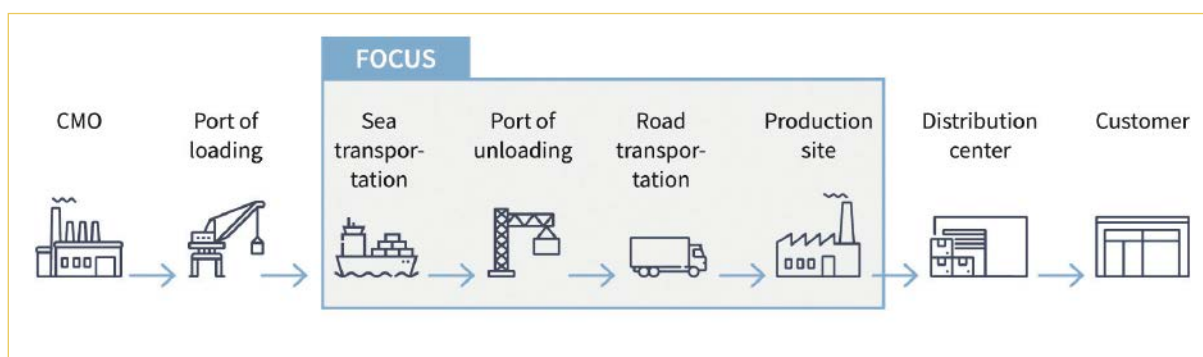 FOCUS
CMO
Port of
loading
Sea
transpor-
tation
Port of
unloading
Road
transpor-
tation
Production
site
Distribution
center
Customer